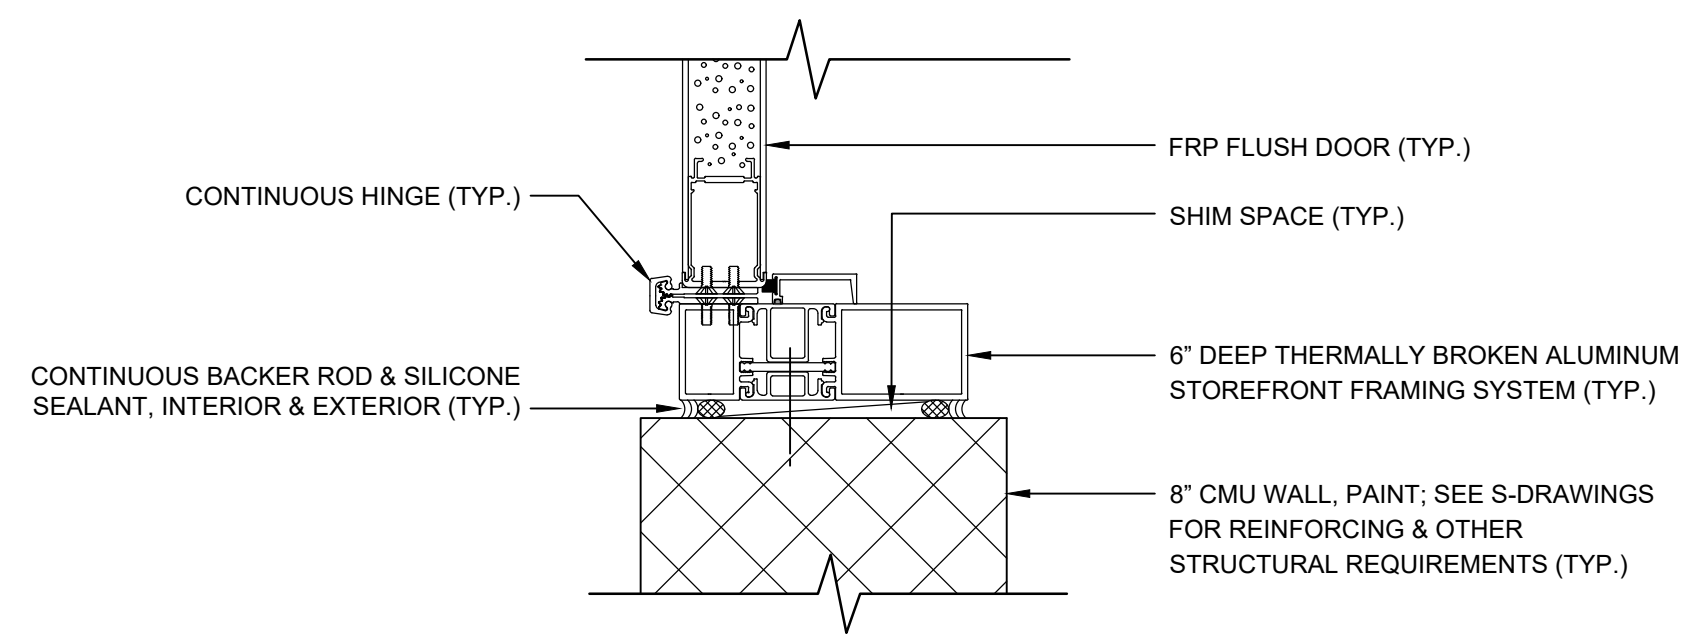 FRP FLUSH DOOR (TYP.)
CONTINUOUS HINGE (TYP.)
SHIM SPACE (TYP.)
6” DEEP THERMALLY BROKEN ALUMINUM
STOREFRONT FRAMING SYSTEM (TYP.)
CONTINUOUS BACKER ROD & SILICONE
SEALANT, INTERIOR & EXTERIOR (TYP.)
8” CMU WALL, PAINT; SEE S-DRAWINGS
FOR REINFORCING & OTHER
STRUCTURAL REQUIREMENTS (TYP.)